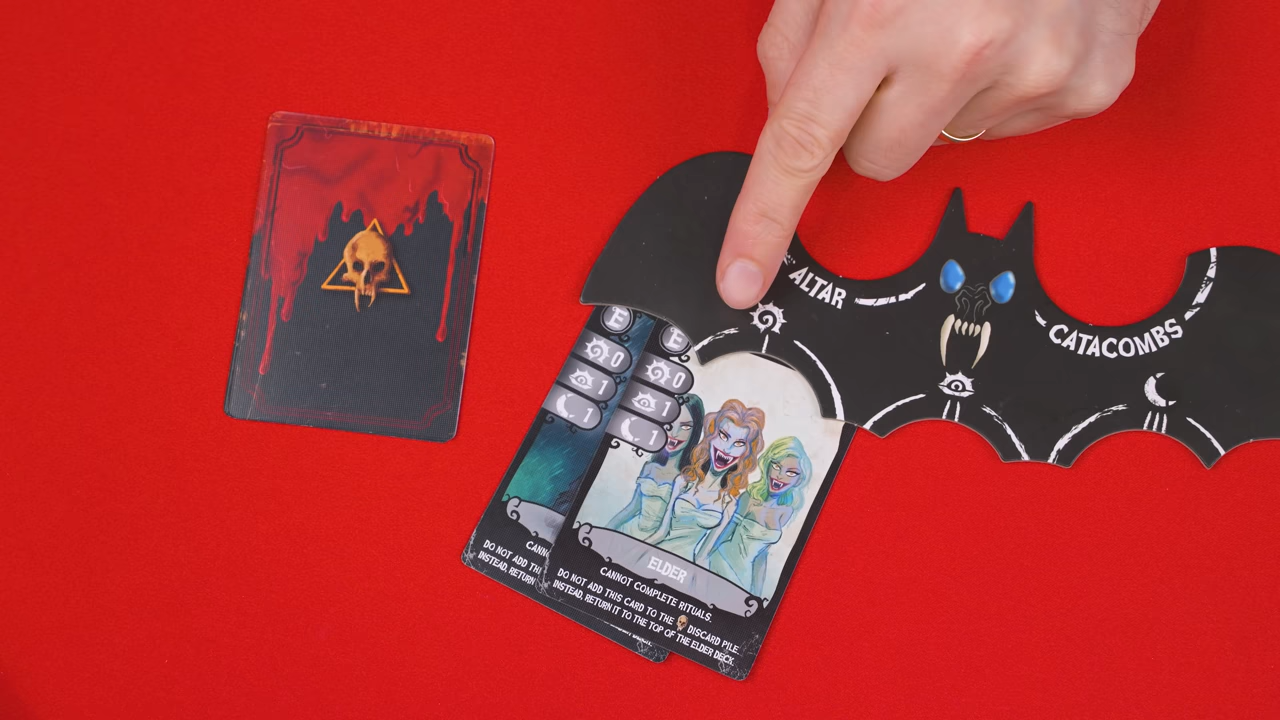 ALTAR
CATACOMBS
E
0
1
1
E
0
1
1
ELDER
CANNOT COMPLETE RITUALS.
DO NOT ADD THIS CARD TO THE DISCARD PILE.
INSTEAD, RETURN IT TO THE TOP OF THE ELDER DECK.
CANN
DO NOT ADD THI
INSTEAD, RETURN